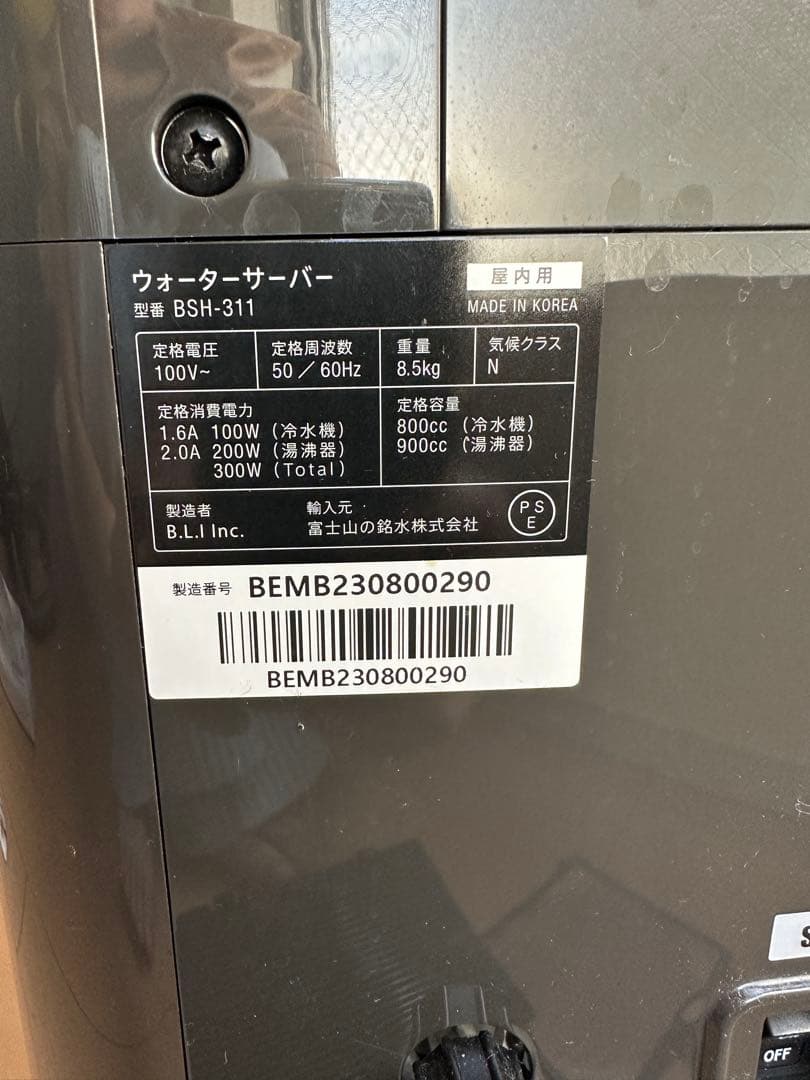 ウォーターサーバー
屋内用
型番 BSH-311
MADE IN KOREA
定格電圧
100V~
定格周波数
50 / 60Hz
重量
8.5kg
気候クラス
N
定格消費電力
1.6A 100W (冷水機)
2.0A 200W (湯沸器)
300W (Total)
定格容量
800cc (冷水機)
900cc (湯沸器)
製造者
B.L.I Inc.
輸入元
富士山の銘水株式会社
PS
E
製造番号 BEMB230800290
BEMB230800290
OFF